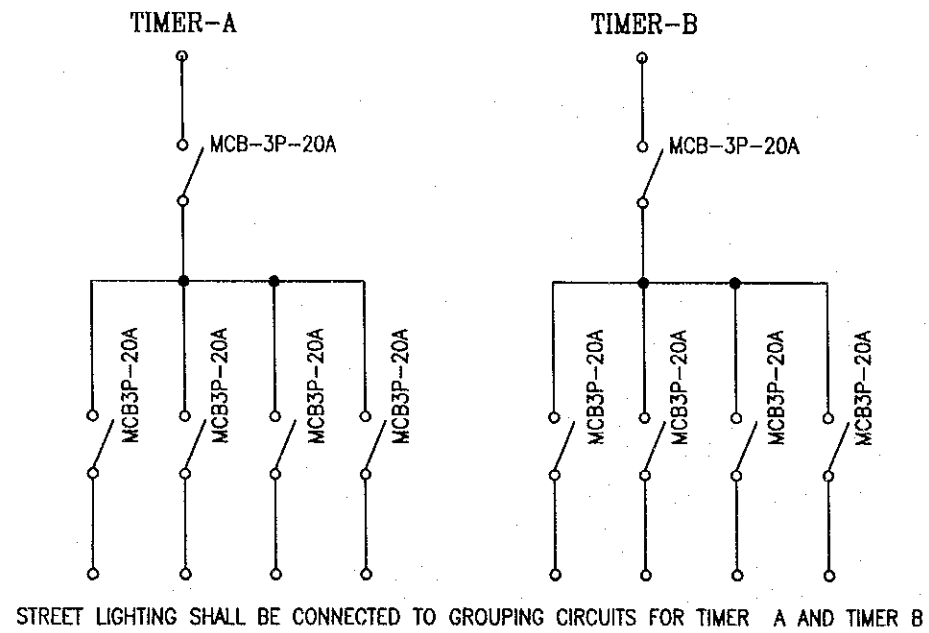 TIMER-A
TIMER-B
MCB-3P-20A
MCB-3P-20A
MCB3P-20A
MCB3P-20A
MCB3P-20A
MCB3P-20A
MCB3P-20A
MCB3P-20A
MCB3P-20A
MCB3P-20A
STREET LIGHTING SHALL BE CONNECTED TO GROUPING CIRCUITS FOR TIMER A AND TIMER B